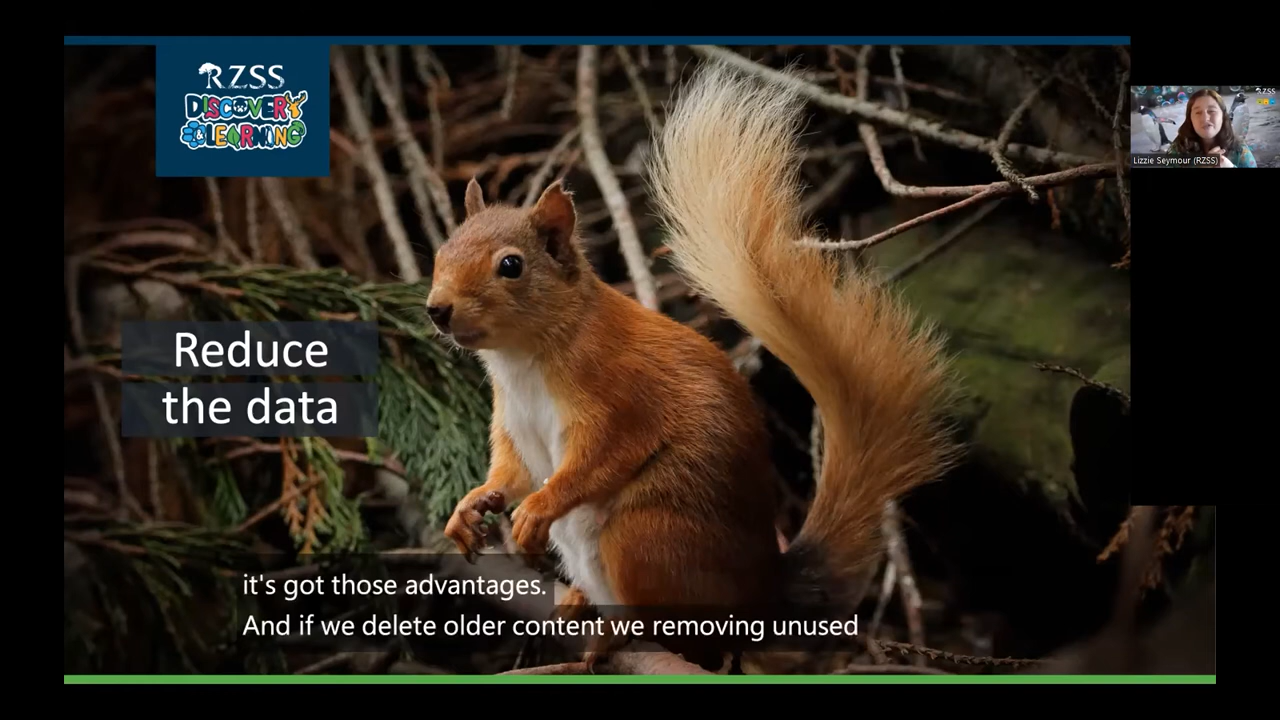 RZSS
DISCOVERY
& LEARNING
RZSS
Lizzie Seymour (RZSS)
Reduce
the data
it's got those advantages.
And if we delete older content we removing unused